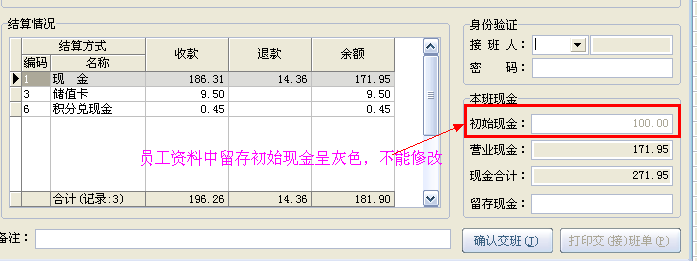 结算情况
结算方式 收款 退款 余额
编码 名称
1 现 金 186.31 14.36 171.95
3 储值卡 9.50 9.50
6 积分兑现金 0.45 0.45
员工资料中留存初始现金呈灰色，不能修改
合计(记录:3) 196.26 14.36 181.90
身份验证
接 班 人：
密 码：
本班现金
初始现金： 100.00
营业现金： 171.95
现金合计： 271.95
留存现金：
备注：
确认交班(T) 打印交(接)班单(P)